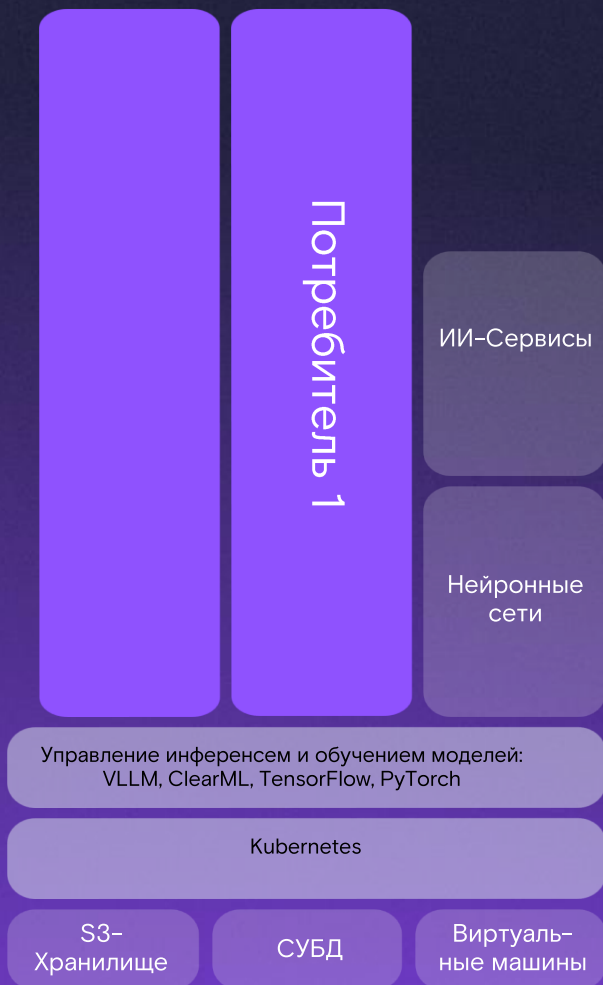 Потребитель 1
ИИ-Сервисы
Нейронные
сети
Управление инференсем и обучением моделей:
VLLM, ClearML, TensorFlow, PyTorch
Kubernetes
S3-
Хранилище
СУБД
Виртуаль-
ные машины